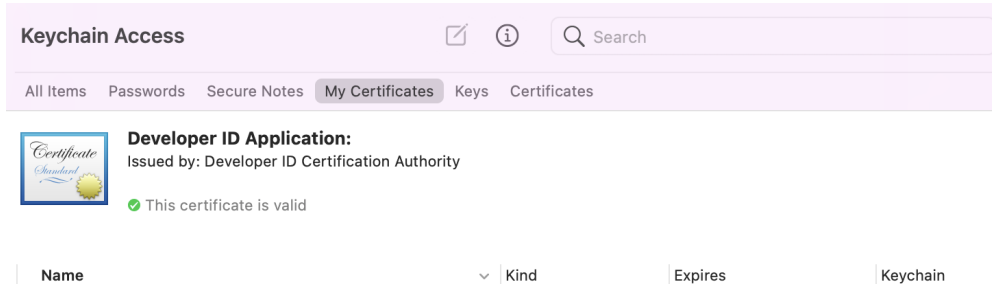 Keychain Access
Search
All Items Passwords Secure Notes My Certificates Keys Certificates
Certificate
Standard
Developer ID Application:
Issued by: Developer ID Certification Authority
This certificate is valid
Name Kind Expires Keychain